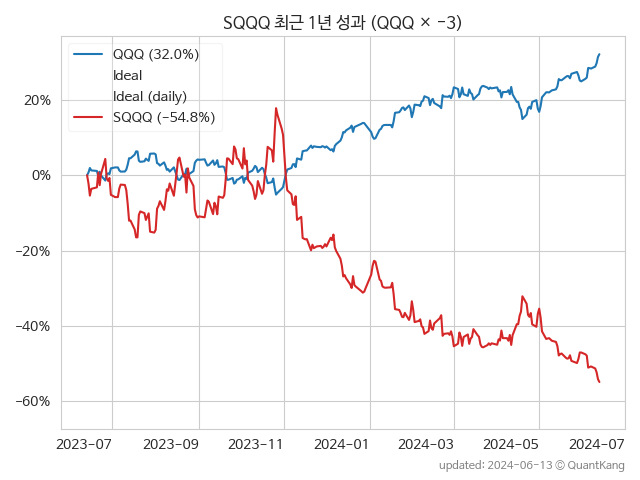 SQQQ 최근 1년 성과 (QQQ × −3)
QQQ (32.0%)
Ideal
Ideal (daily)
SQQQ (−54.8%)
20%
0%
−20%
−40%
−60%
2023-07 2023-09 2023-11 2024-01 2024-03 2024-05 2024-07
updated: 2024-06-13 © QuantKang